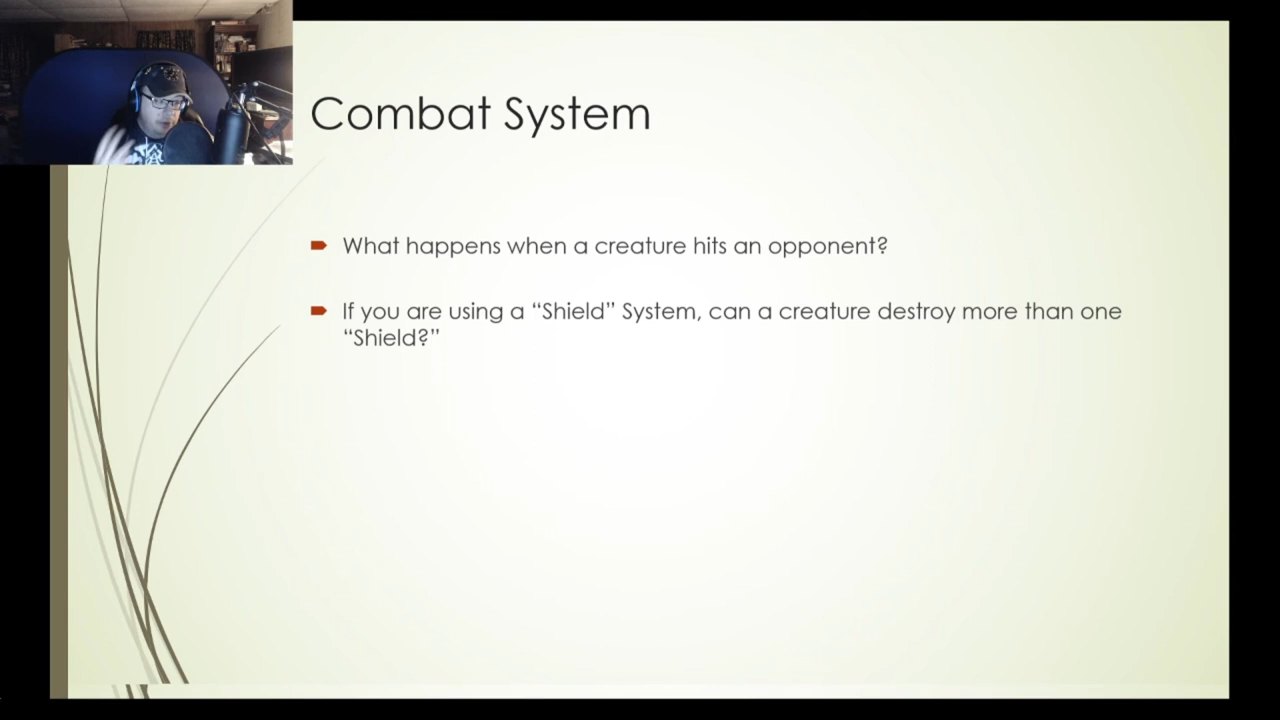 Combat System
What happens when a creature hits an opponent?
If you are using a “Shield” System, can a creature destroy more than one
“Shield?”